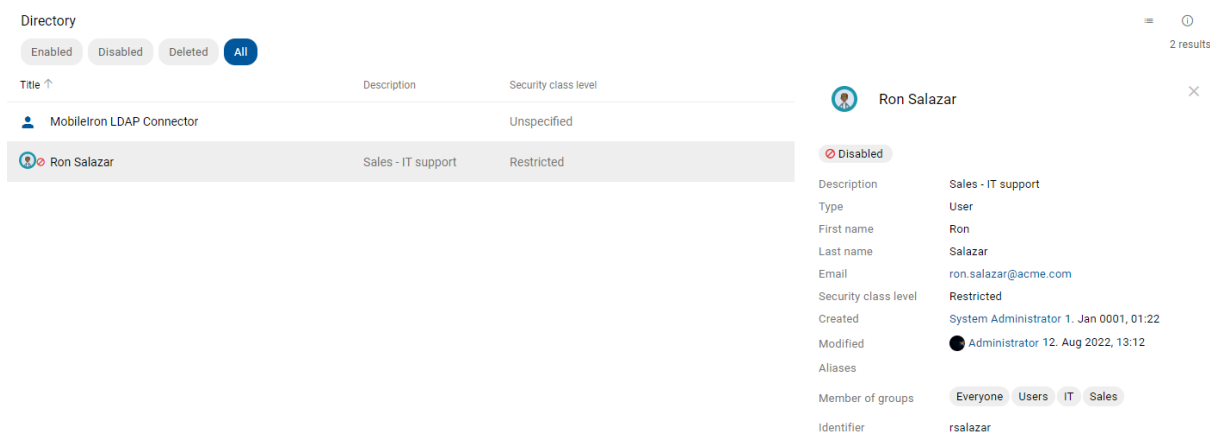 Directory
Enabled Disabled Deleted All
2 results
Title ↑ Description Security class level
MobileIron LDAP Connector Unspecified
Ron Salazar Sales - IT support Restricted
Ron Salazar
Disabled
Description Sales - IT support
Type User
First name Ron
Last name Salazar
Email ron.salazar@acme.com
Security class level Restricted
Created System Administrator 1. Jan 0001, 01:22
Modified Administrator 12. Aug 2022, 13:12
Aliases
Member of groups Everyone Users IT Sales
Identifier rsalazar